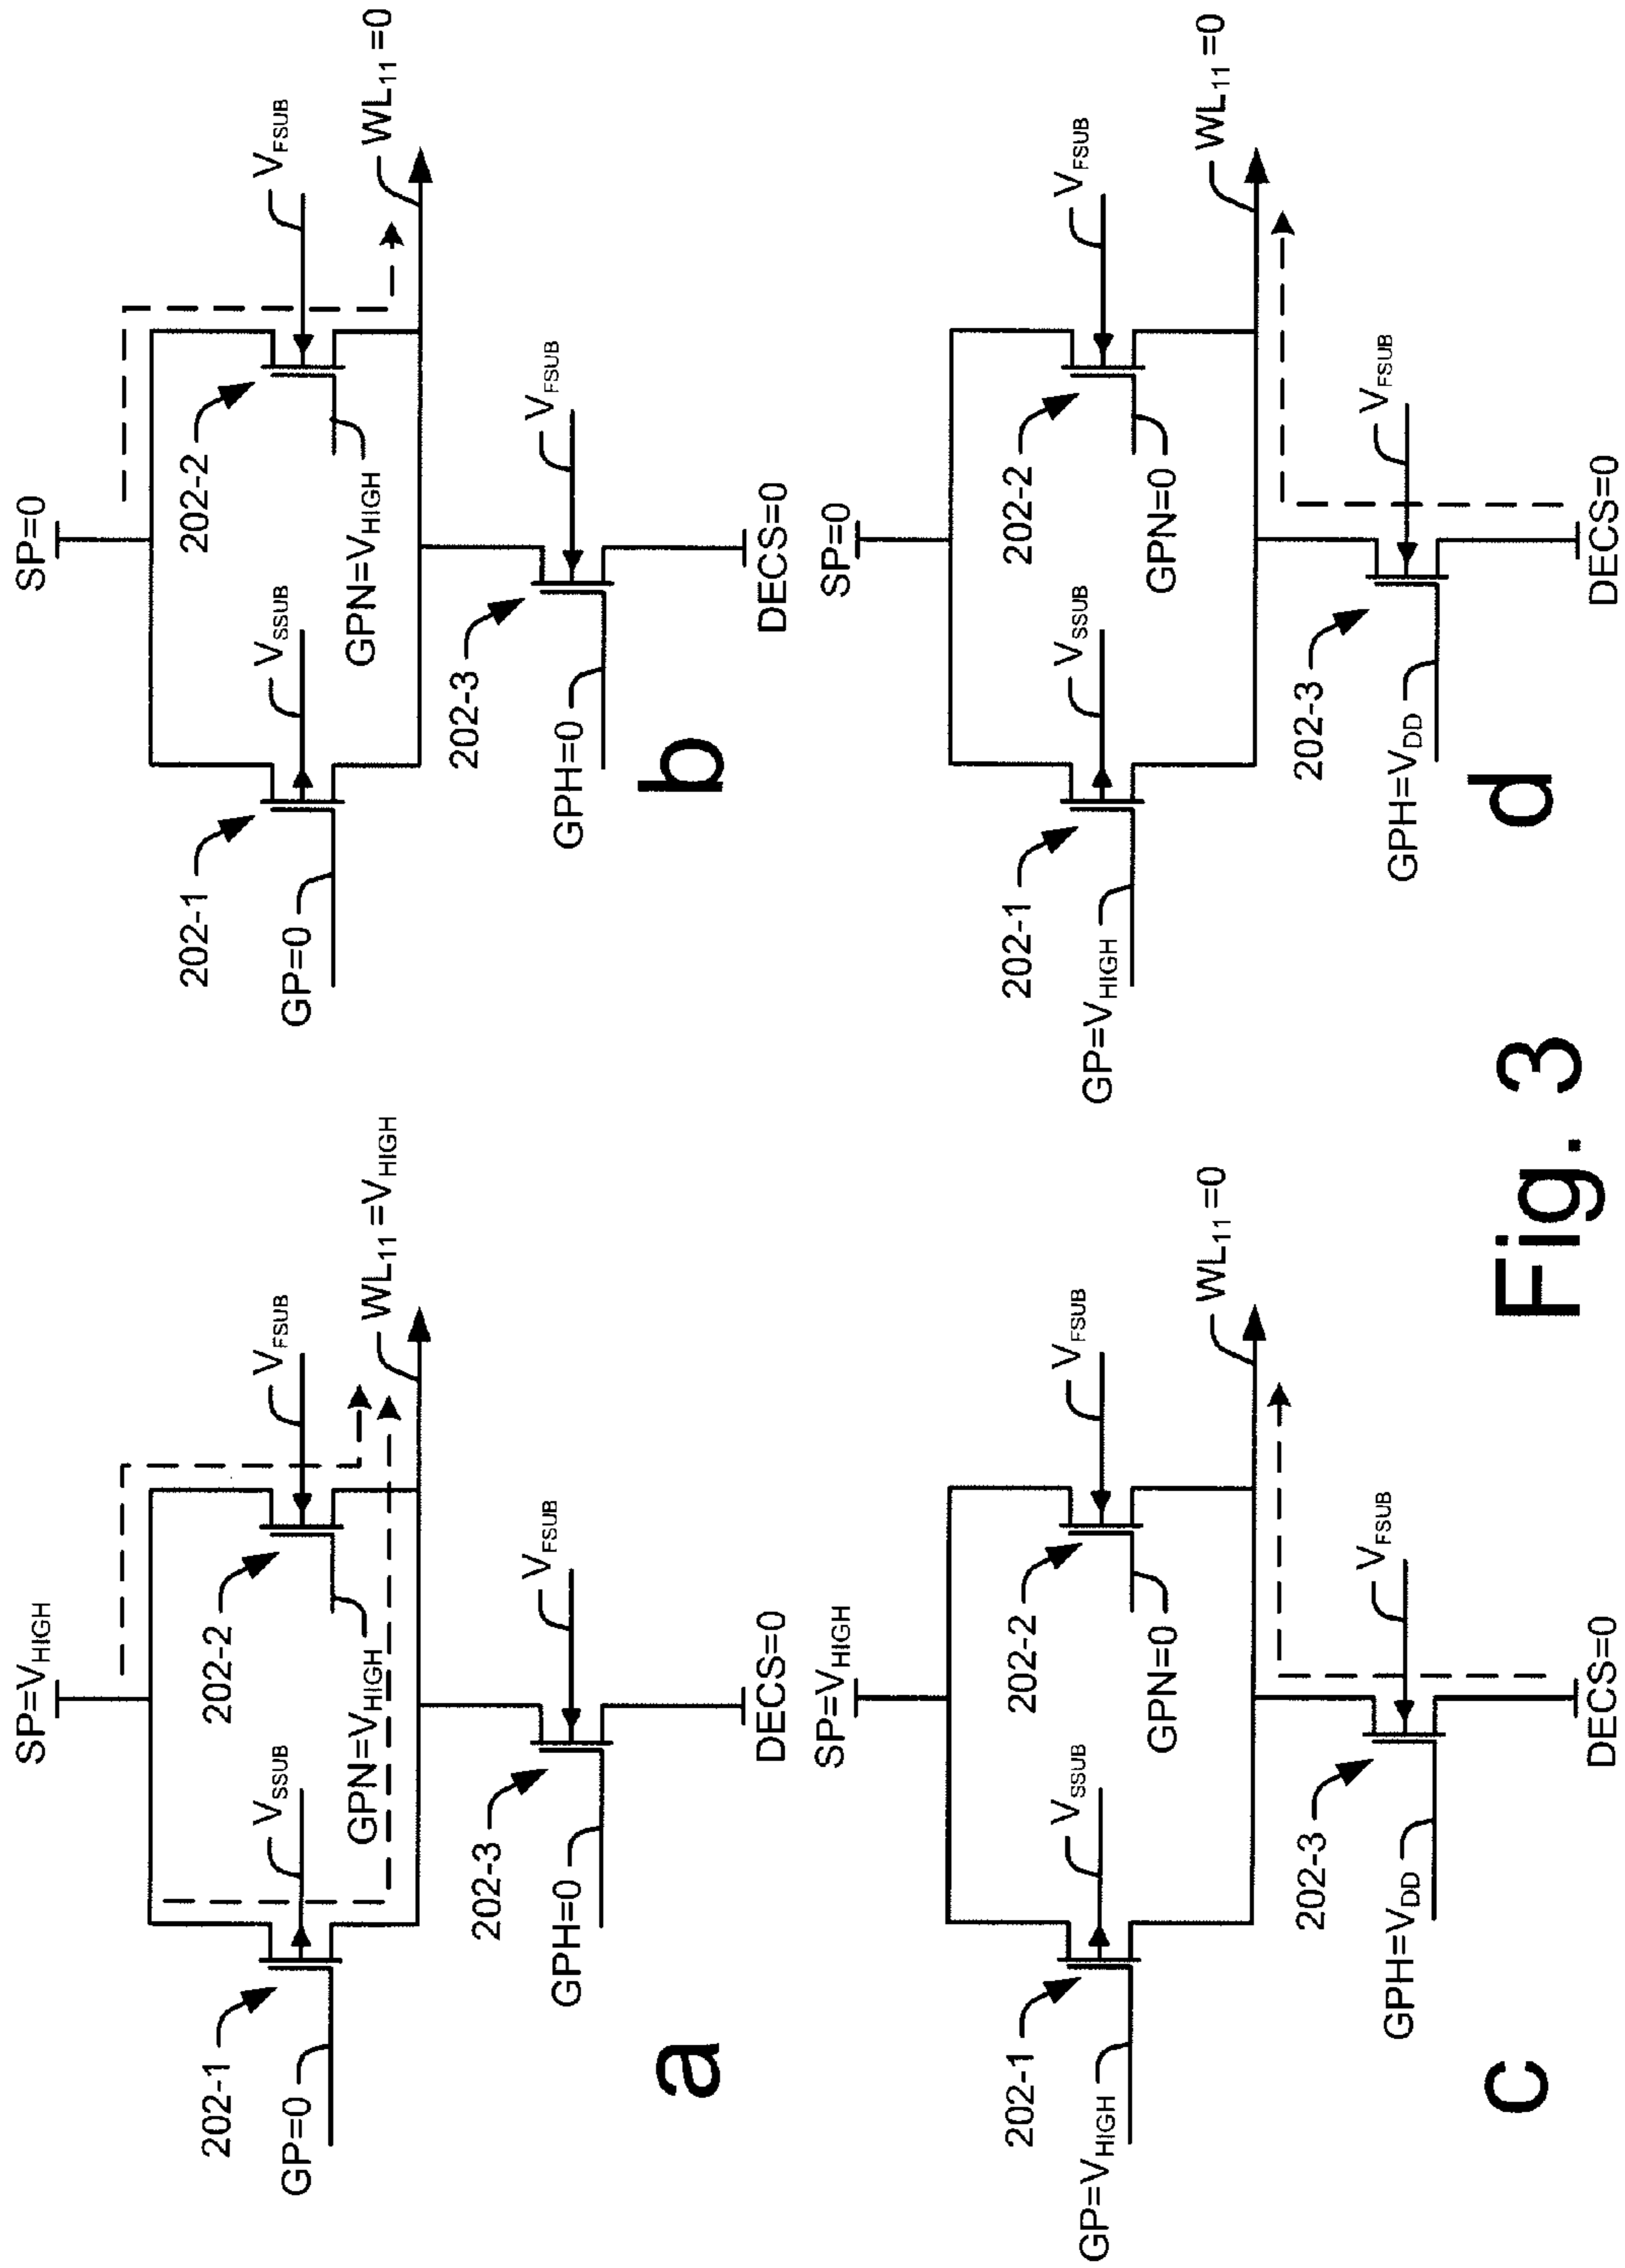 SP=V_HIGH
202-1
GP=0
V_SSUB
202-2
GPN=V_HIGH
V_FSUB
WL_11 =V_HIGH
202-3
GPH=0
V_FSUB
DECS=0
a
SP=0
202-1
GP=0
V_SSUB
202-2
GPN=V_HIGH
V_FSUB
WL_11 =0
202-3
GPH=0
V_FSUB
DECS=0
b
SP=V_HIGH
202-1
GP=V_HIGH
V_SSUB
202-2
GPN=0
V_FSUB
WL_11 =0
202-3
GPH=V_DD
V_FSUB
DECS=0
c
SP=0
202-1
GP=V_HIGH
V_SSUB
202-2
GPN=0
V_FSUB
WL_11 =0
202-3
GPH=V_DD
V_FSUB
DECS=0
d
Fig. 3